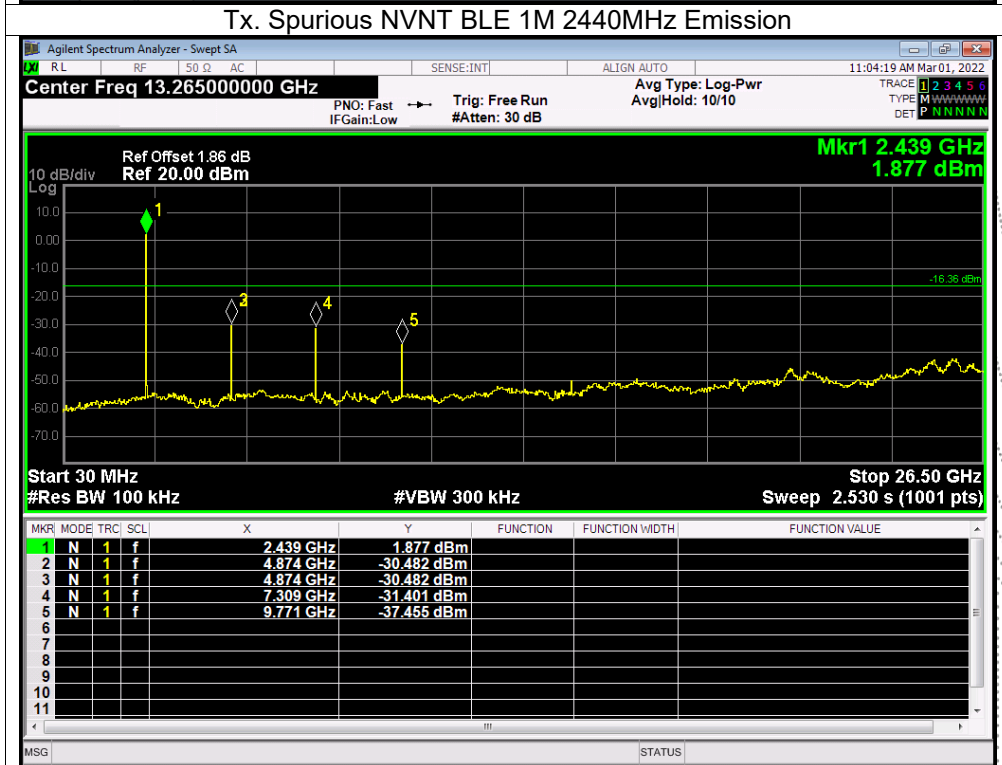 Tx. Spurious NVNT BLE 1M 2440MHz Emission
Agilent Spectrum Analyzer - Swept SA
LXI RL RF 50 Ω AC SENSE:INT ALIGN AUTO 11:04:19 AM Mar 01, 2022
Center Freq 13.265000000 GHz
PNO: Fast
IFGain:Low
Trig: Free Run
#Atten: 30 dB
Avg Type: Log-Pwr
Avg|Hold: 10/10
TRACE 1 2 3 4 5 6
TYPE M WWWWW
DET P N N N N N
Mkr1 2.439 GHz
1.877 dBm
Ref Offset 1.86 dB
10 dB/div Ref 20.00 dBm
Log
10.0
0.00
-10.0
-20.0
-30.0
-40.0
-50.0
-60.0
-70.0
1
3
4
5
-16.36 dBm
Start 30 MHz Stop 26.50 GHz
#Res BW 100 kHz #VBW 300 kHz Sweep 2.530 s (1001 pts)
MKR MODE TRC SCL X Y FUNCTION FUNCTION WIDTH FUNCTION VALUE
1 N 1 f 2.439 GHz 1.877 dBm
2 N 1 f 4.874 GHz -30.482 dBm
3 N 1 f 4.874 GHz -30.482 dBm
4 N 1 f 7.309 GHz -31.401 dBm
5 N 1 f 9.771 GHz -37.455 dBm
6
7
8
9
10
11
MSG STATUS